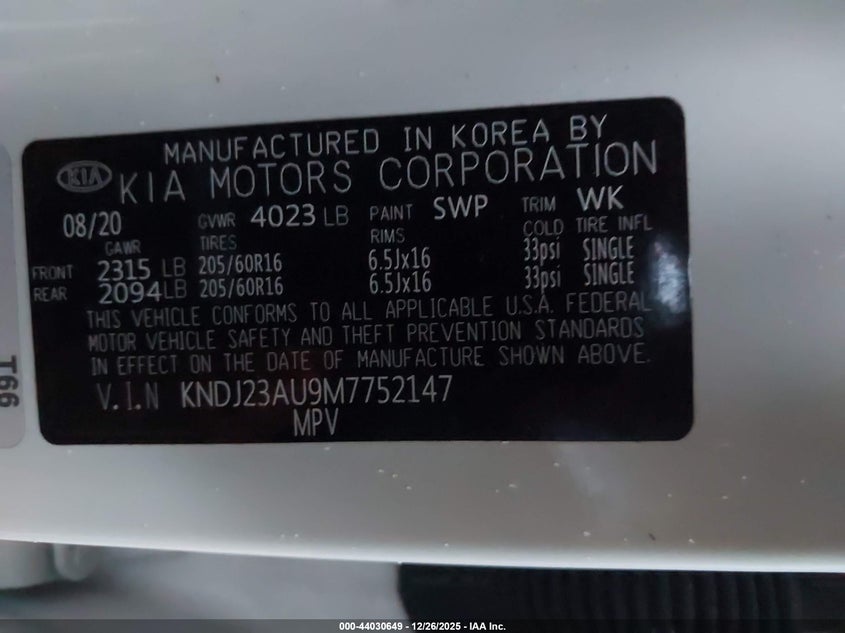 MANUFACTURED IN KOREA BY
KIA KIA MOTORS CORPORATION
08/20 GVWR 4023 LB PAINT SWP TRIM WK
GAWR TIRES RIMS COLD TIRE INFL
FRONT 2315 LB 205/60R16 6.5Jx16 33psi SINGLE
REAR 2094 LB 205/60R16 6.5Jx16 33psi SINGLE
THIS VEHICLE CONFORMS TO ALL APPLICABLE U.S.A. FEDERAL
MOTOR VEHICLE SAFETY AND THEFT PREVENTION STANDARDS
IN EFFECT ON THE DATE OF MANUFACTURE SHOWN ABOVE.
V.I.N KNDJ23AU9M7752147
MPV
T66
000-44030649 - 12/26/2025 - IAA Inc.